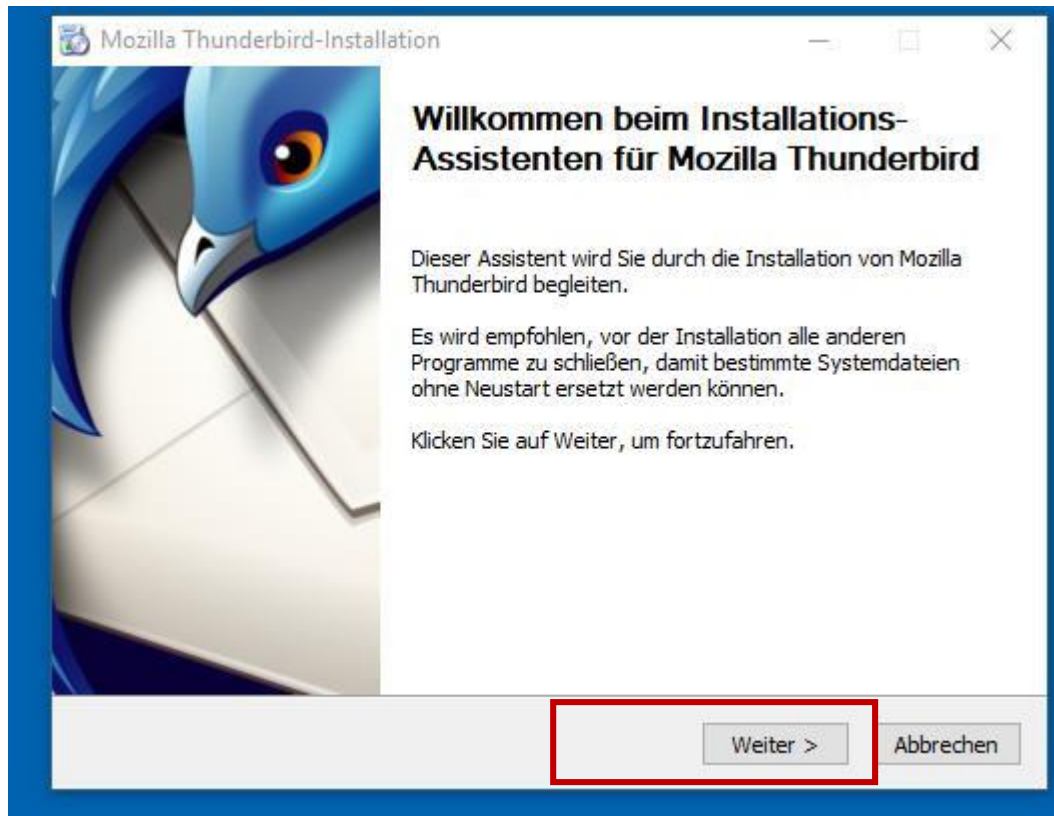 Mozilla Thunderbird-Installation
Willkommen beim Installations-
Assistenten für Mozilla Thunderbird
Dieser Assistent wird Sie durch die Installation von Mozilla
Thunderbird begleiten.
Es wird empfohlen, vor der Installation alle anderen
Programme zu schließen, damit bestimmte Systemdateien
ohne Neustart ersetzt werden können.
Klicken Sie auf Weiter, um fortzufahren.
Weiter >
Abbrechen